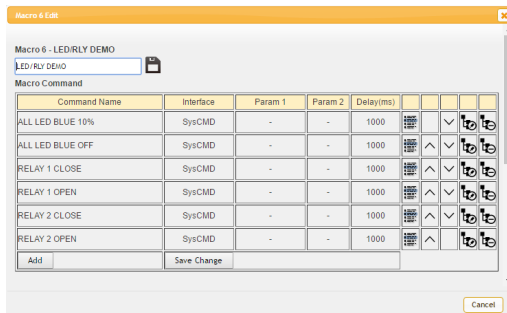 Macro 6 Edit
Macro 6 - LED/RLY DEMO
LED/RLY DEMO
Macro Command
Command Name Interface Param 1 Param 2 Delay(ms)
ALL LED BLUE 10% SysCMD - - 1000
ALL LED BLUE OFF SysCMD - - 1000
RELAY 1 CLOSE SysCMD - - 1000
RELAY 1 OPEN SysCMD - - 1000
RELAY 2 CLOSE SysCMD - - 1000
RELAY 2 OPEN SysCMD - - 1000
Add Save Change
Cancel